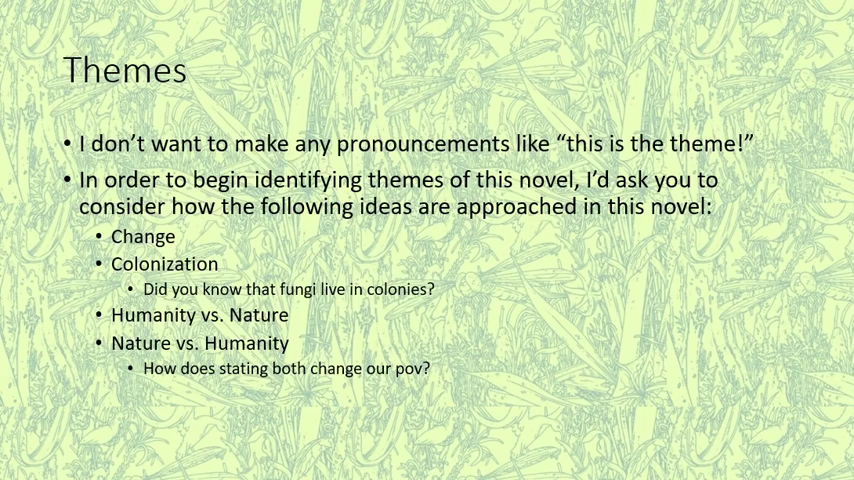 Themes
• I don’t want to make any pronouncements like “this is the theme!”
• In order to begin identifying themes of this novel, I’d ask you to
consider how the following ideas are approached in this novel:
• Change
• Colonization
• Did you know that fungi live in colonies?
• Humanity vs. Nature
• Nature vs. Humanity
• How does stating both change our pov?